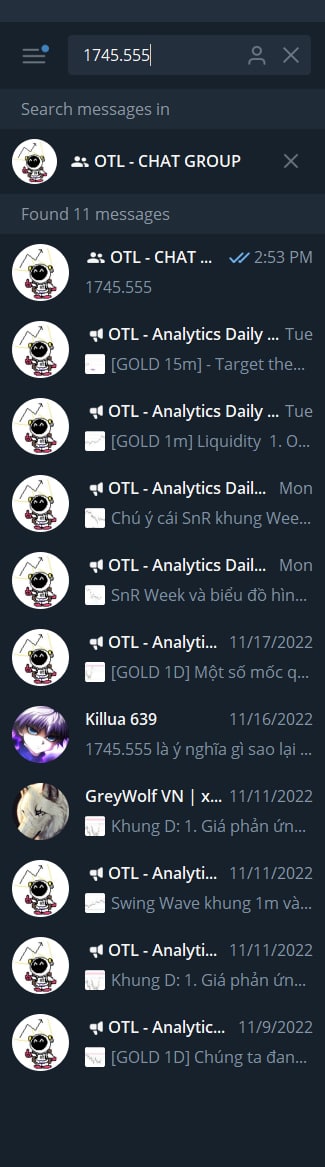 1745.555
Search messages in
OTL - CHAT GROUP
Found 11 messages
OTL - CHAT ... 2:53 PM
1745.555
OTL - Analytics Daily ... Tue
[GOLD 15m] - Target the...
OTL - Analytics Daily ... Tue
[GOLD 1m] Liquidity 1. O...
OTL - Analytics Dail... Mon
Chú ý cái SnR khung Wee...
OTL - Analytics Dail... Mon
SnR Week và biểu đồ hìn...
OTL - Analyti... 11/17/2022
[GOLD 1D] Một số mốc q...
Killua 639 11/16/2022
1745.555 là ý nghĩa gì sao lại ...
GreyWolf VN | x... 11/11/2022
Khung D: 1. Giá phản ứn...
OTL - Analyti... 11/11/2022
Swing Wave khung 1m và...
OTL - Analyti... 11/11/2022
Khung D: 1. Giá phản ứn...
OTL - Analytic... 11/9/2022
[GOLD 1D] Chúng ta đan...